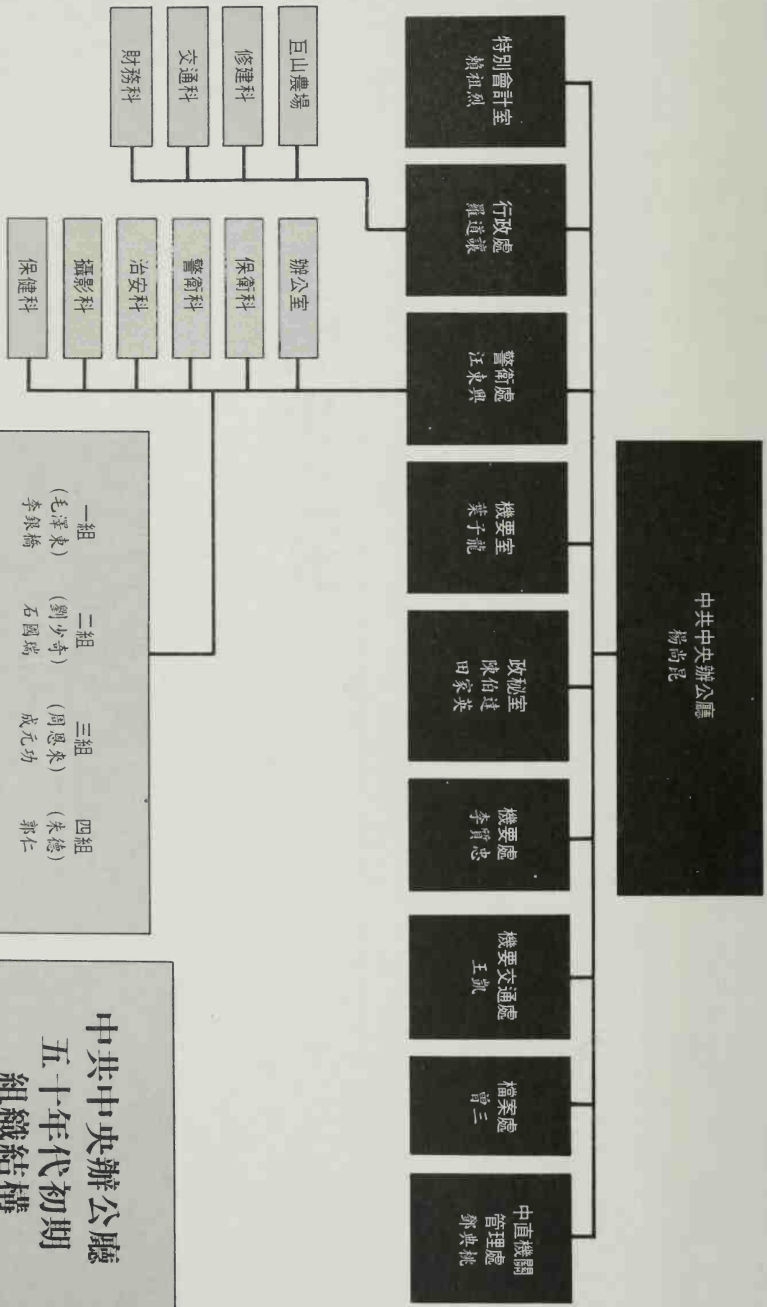 中共中央辦公廳
楊尚昆
特別會計室
賴祖烈
行政處
羅道讓
警衛處
汪東興
機要室
葉子龍
政秘室
陳伯達
田家英
機要處
李質忠
機要交通處
王凱
檔案處
曾三
中直機關
管理處
鄧典桃
巨山農場
修建科
交通科
財務科
辦公室
保衛科
警衛科
治安科
攝影科
保健科
一組
(毛澤東)
李銀橋
二組
(劉少奇)
石國瑞
三組
(周恩來)
成元功
四組
(朱德)
郭仁
中共中央辦公廳
五十年代初期
組織結構